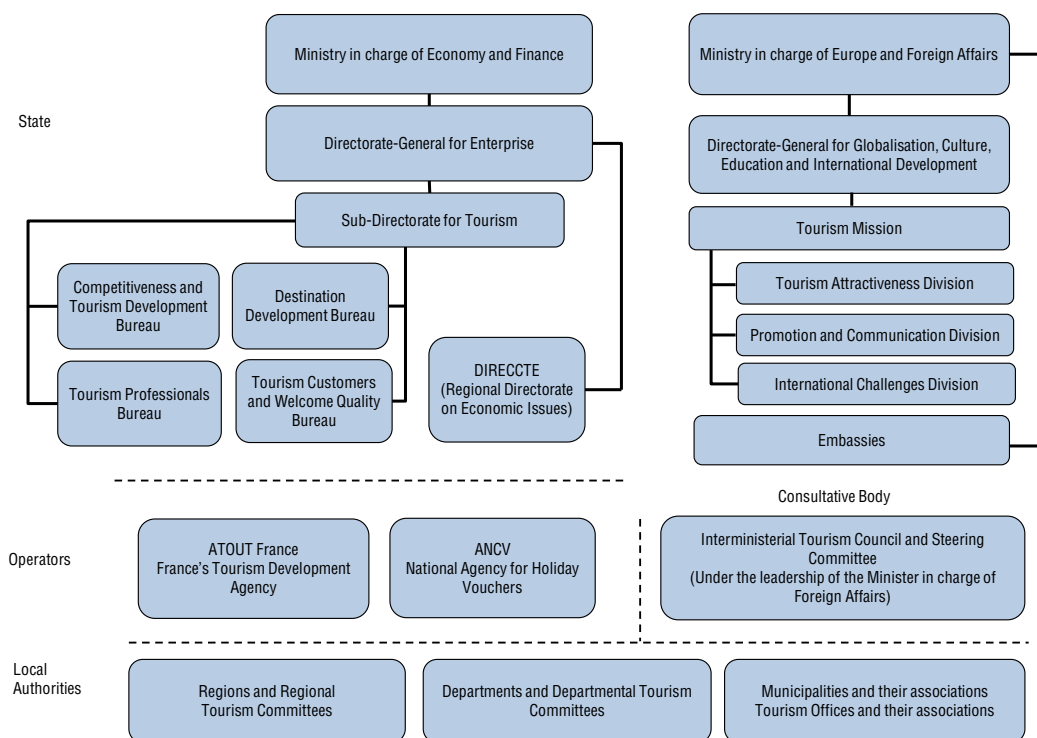 Ministry in charge of Economy and Finance
Ministry in charge of Europe and Foreign Affairs
State
Directorate-General for Enterprise
Directorate-General for Globalisation, Culture,
Education and International Development
Sub-Directorate for Tourism
Tourism Mission
Competitiveness and
Tourism Development
Bureau
Destination
Development Bureau
Tourism Attractiveness Division
Promotion and Communication Division
Tourism Professionals
Bureau
Tourism Customers
and Welcome Quality
Bureau
DIRECCTE
(Regional Directorate
on Economic Issues)
International Challenges Division
Embassies
Consultative Body
Operators
ATOUT France
France's Tourism Development
Agency
ANCV
National Agency for Holiday
Vouchers
Interministerial Tourism Council and Steering
Committee
(Under the leadership of the Minister in charge of
Foreign Affairs)
Local
Authorities
Regions and Regional
Tourism Committees
Departments and Departmental Tourism
Committees
Municipalities and their associations
Tourism Offices and their associations